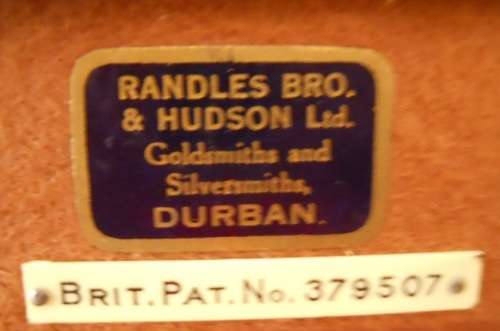 RANDLES BRO.
& HUDSON Ltd.
Goldsmiths and
Silversmiths,
DURBAN.
BRIT. PAT. No. 379507